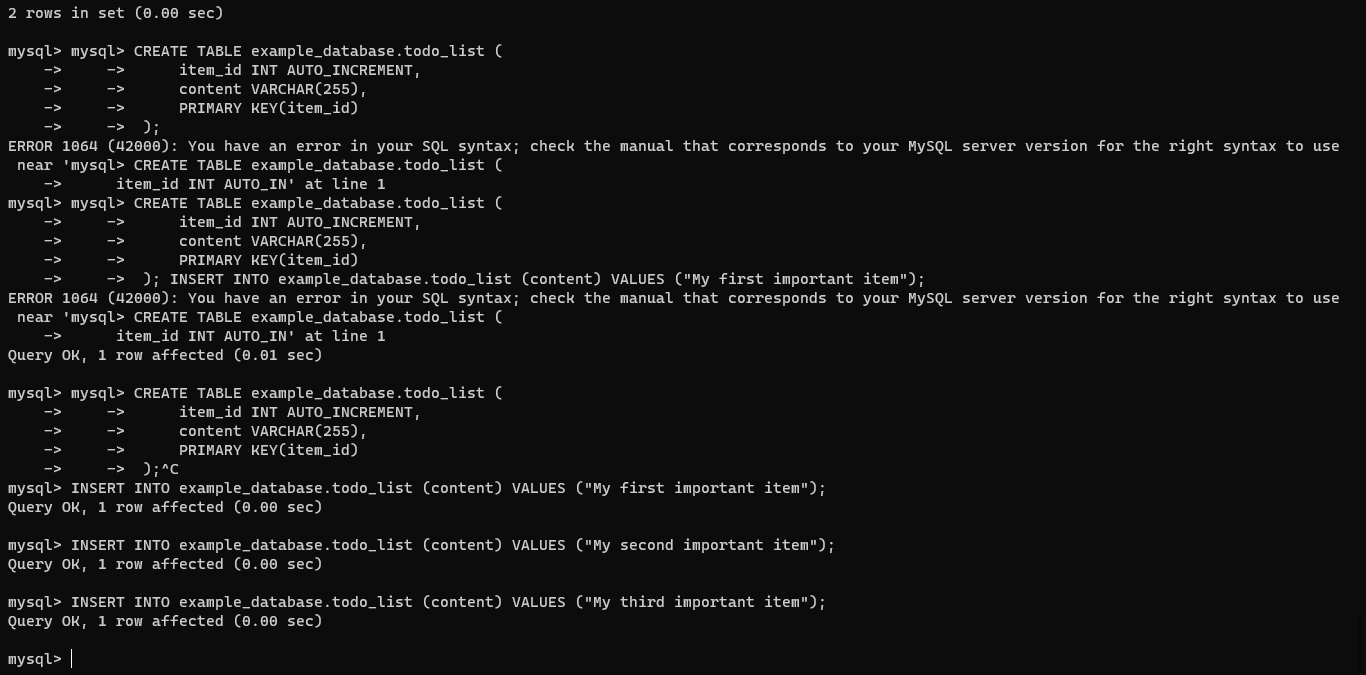 2 rows in set (0.00 sec)

mysql> mysql> CREATE TABLE example_database.todo_list (
    ->     ->      item_id INT AUTO_INCREMENT,
    ->     ->      content VARCHAR(255),
    ->     ->      PRIMARY KEY(item_id)
    ->     ->  );
ERROR 1064 (42000): You have an error in your SQL syntax; check the manual that corresponds to your MySQL server version for the right syntax to use
 near 'mysql> CREATE TABLE example_database.todo_list (
    ->      item_id INT AUTO_IN' at line 1
mysql> mysql> CREATE TABLE example_database.todo_list (
    ->     ->      item_id INT AUTO_INCREMENT,
    ->     ->      content VARCHAR(255),
    ->     ->      PRIMARY KEY(item_id)
    ->     ->  ); INSERT INTO example_database.todo_list (content) VALUES ("My first important item");
ERROR 1064 (42000): You have an error in your SQL syntax; check the manual that corresponds to your MySQL server version for the right syntax to use
 near 'mysql> CREATE TABLE example_database.todo_list (
    ->      item_id INT AUTO_IN' at line 1
Query OK, 1 row affected (0.01 sec)

mysql> mysql> CREATE TABLE example_database.todo_list (
    ->     ->      item_id INT AUTO_INCREMENT,
    ->     ->      content VARCHAR(255),
    ->     ->      PRIMARY KEY(item_id)
    ->     ->  );^C
mysql> INSERT INTO example_database.todo_list (content) VALUES ("My first important item");
Query OK, 1 row affected (0.00 sec)

mysql> INSERT INTO example_database.todo_list (content) VALUES ("My second important item");
Query OK, 1 row affected (0.00 sec)

mysql> INSERT INTO example_database.todo_list (content) VALUES ("My third important item");
Query OK, 1 row affected (0.00 sec)

mysql>